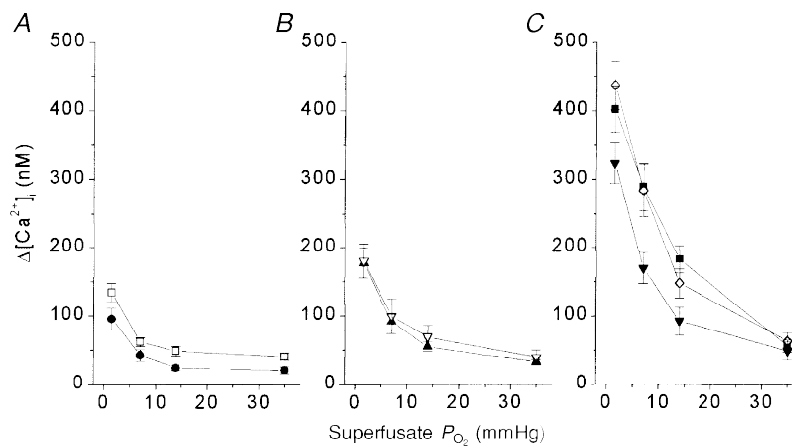 A B C
500 500 500
400 400 400
300 300 300
200 200 200
100 100 100
0 0 0
0 10 20 30 0 10 20 30 0 10 20 30
Δ[Ca²⁺]ᵢ (nM)
Superfusate P_O₂ (mmHg)